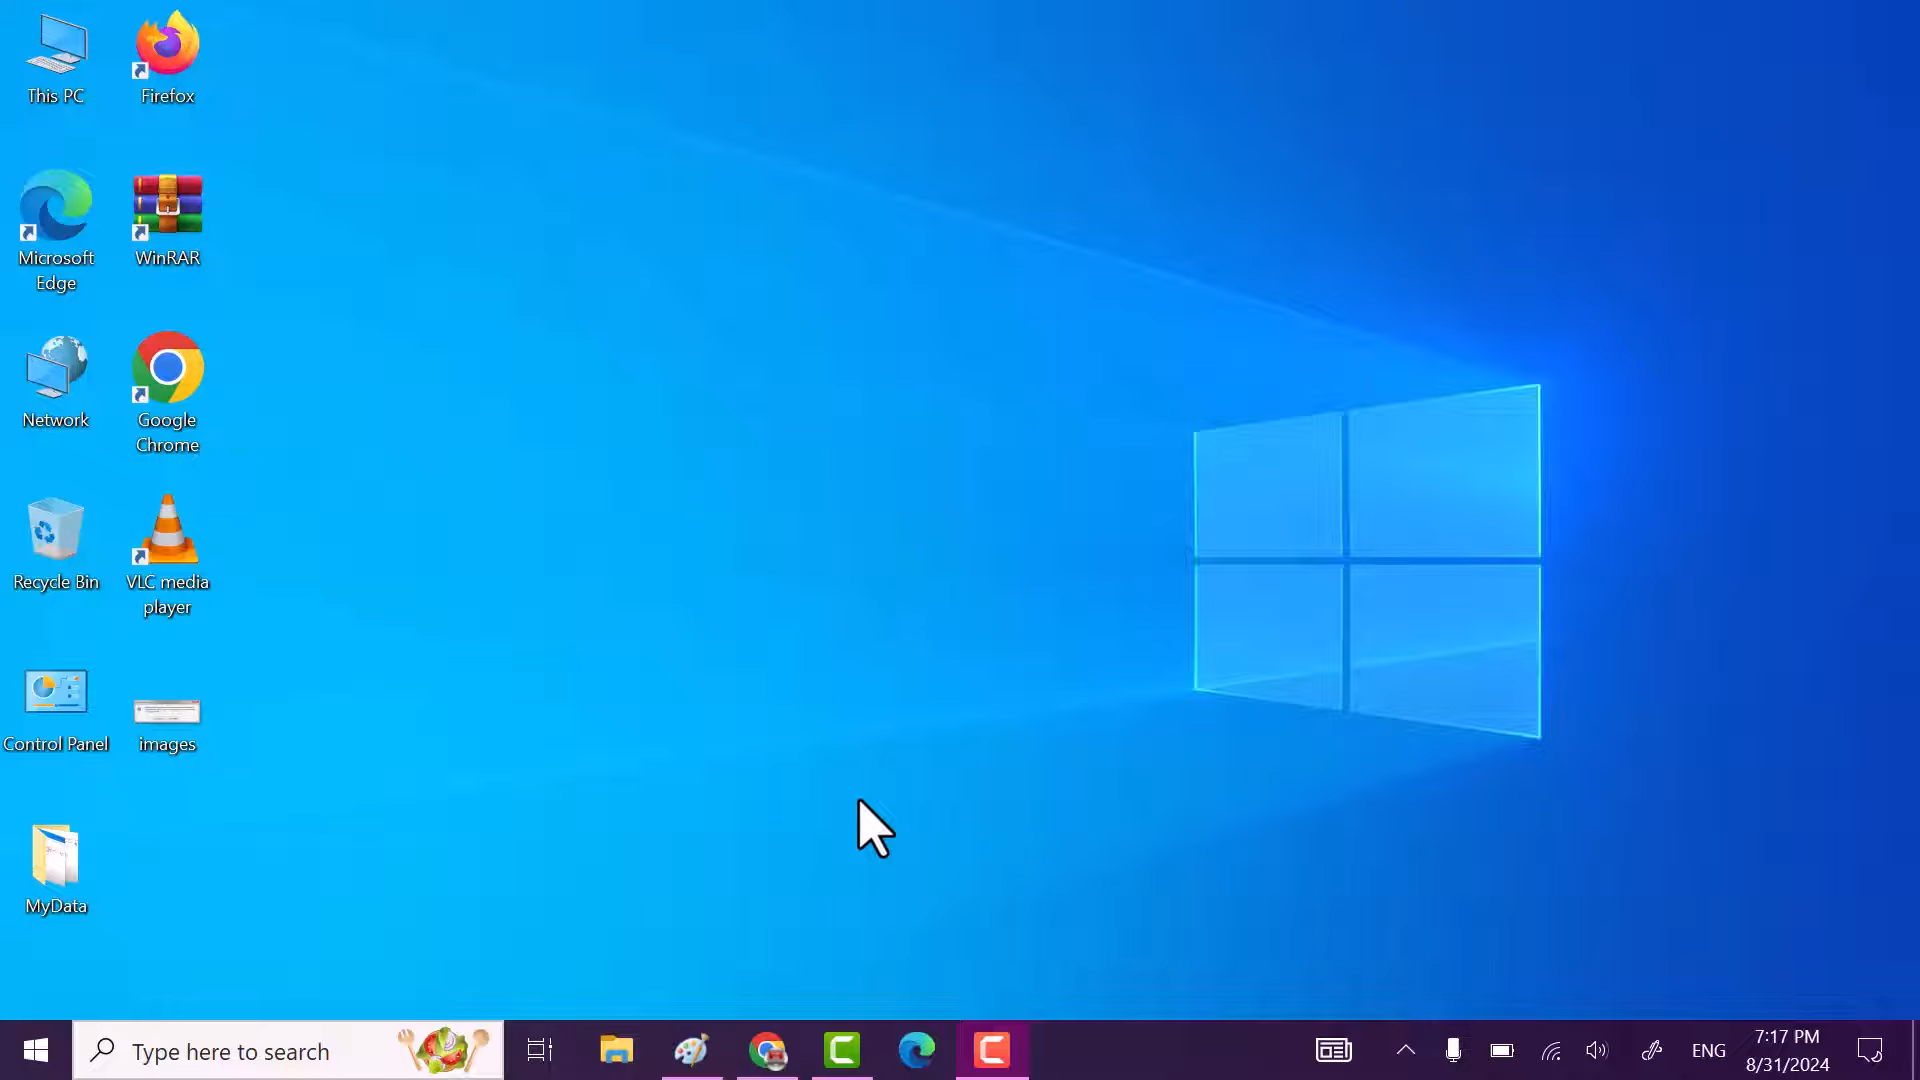 This PC
Firefox
Microsoft
Edge
WinRAR
Network
Google
Chrome
Recycle Bin
VLC media
player
Control Panel
images
MyData
Type here to search
ENG
7:17 PM
8/31/2024